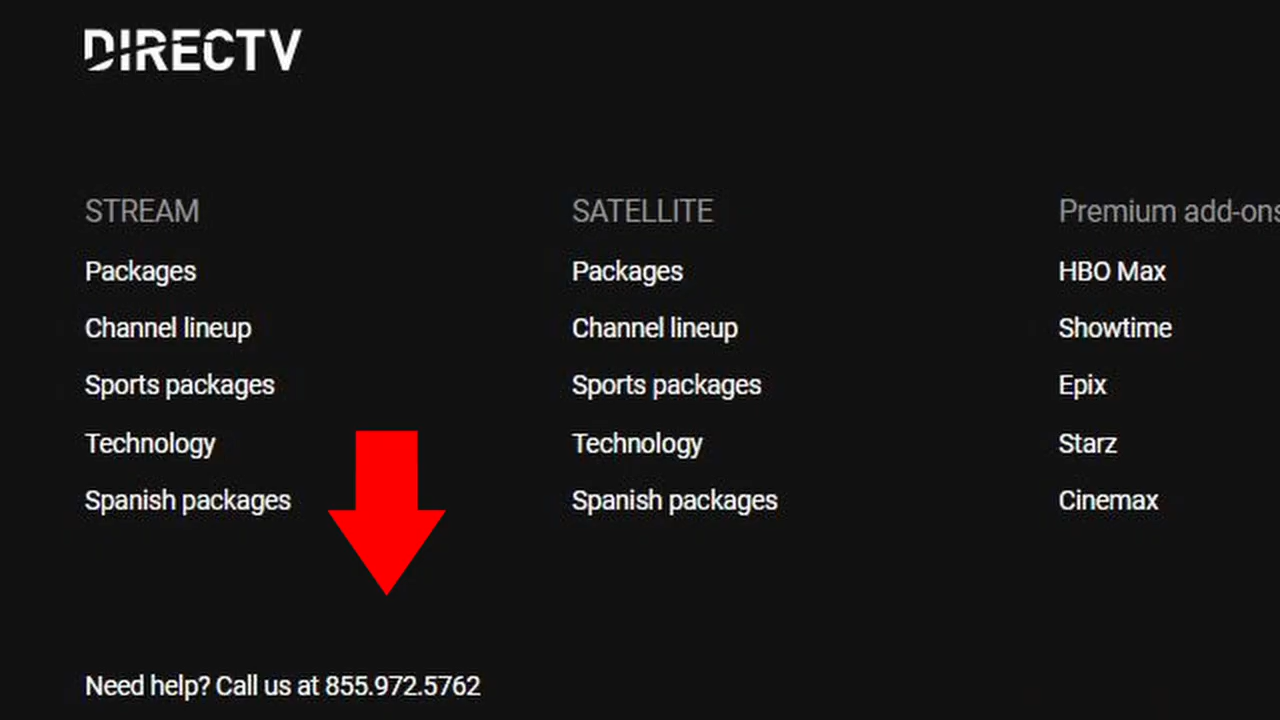 DIRECTV
STREAM
Packages
Channel lineup
Sports packages
Technology
Spanish packages
SATELLITE
Packages
Channel lineup
Sports packages
Technology
Spanish packages
Premium add-ons
HBO Max
Showtime
Epix
Starz
Cinemax
Need help? Call us at 855.972.5762